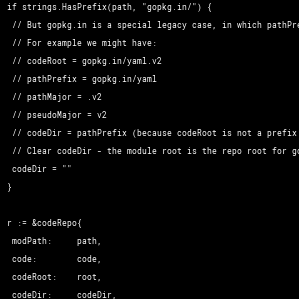 if strings.HasPrefix(path, "gopkg.in/") {
// But gopkg.in is a special legacy case, in which pathPre
// For example we might have:
// codeRoot = gopkg.in/yaml.v2
// pathPrefix = gopkg.in/yaml
// pathMajor = .v2
// pseudoMajor = v2
// codeDir = pathPrefix (because codeRoot is not a prefix
// Clear codeDir - the module root is the repo root for go
codeDir = ""
}
r := &codeRepo{
modPath: path,
code: code,
codeRoot: root,
codeDir: codeDir,